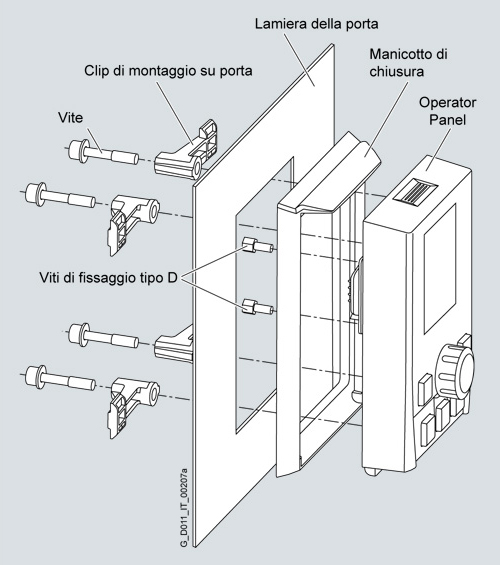 Lamiera della porta
Manicotto di
chiusura
Clip di montaggio su porta
Operator
Panel
Vite
Viti di fissaggio tipo D
G_D011_IT_00207a